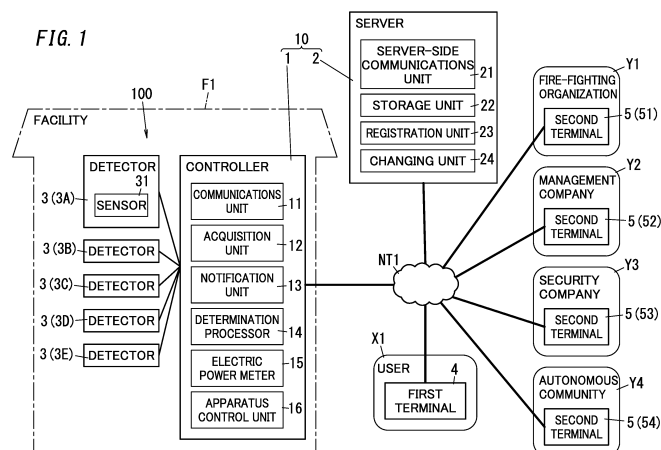 FIG. 1
10
1 2
SERVER
SERVER-SIDE
COMMUNICATIONS
UNIT
21
STORAGE UNIT
22
REGISTRATION UNIT
23
CHANGING UNIT
24
F1
100
FACILITY
DETECTOR
31
SENSOR
3 (3A)
3 (3B)
DETECTOR
3 (3C)
DETECTOR
3 (3D)
DETECTOR
3 (3E)
DETECTOR
CONTROLLER
COMMUNICATIONS
UNIT
11
ACQUISITION
UNIT
12
NOTIFICATION
UNIT
13
DETERMINATION
PROCESSOR
14
ELECTRIC
POWER METER
15
APPARATUS
CONTROL UNIT
16
NT1
X1
USER
4
FIRST
TERMINAL
Y1
FIRE-FIGHTING
ORGANIZATION
SECOND
TERMINAL
5 (51)
Y2
MANAGEMENT
COMPANY
SECOND
TERMINAL
5 (52)
Y3
SECURITY
COMPANY
SECOND
TERMINAL
5 (53)
Y4
AUTONOMOUS
COMMUNITY
SECOND
TERMINAL
5 (54)